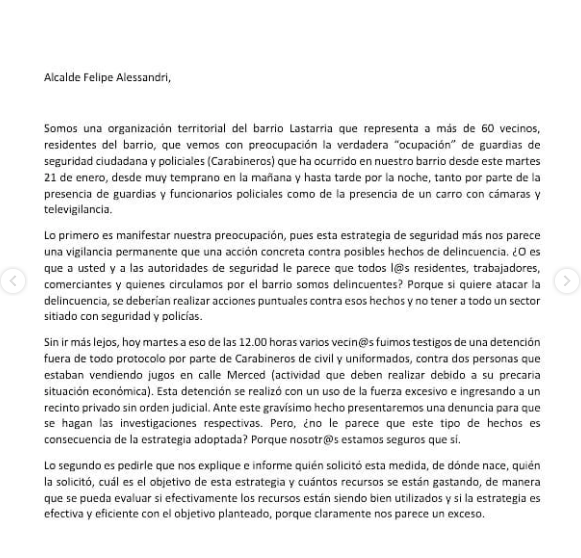 Alcalde Felipe Alessandri,
Somos una organización territorial del barrio Lastarria que representa a más de 60 vecinos,
residentes del barrio, que vemos con preocupación la verdadera “ocupación” de guardias de
seguridad ciudadana y policiales (Carabineros) que ha ocurrido en nuestro barrio desde este martes
21 de enero, desde muy temprano en la mañana y hasta tarde por la noche, tanto por parte de la
presencia de guardias y funcionarios policiales como de la presencia de un carro con cámaras y
televigilancia.
Lo primero es manifestar nuestra preocupación, pues esta estrategia de seguridad más nos parece
una vigilancia permanente que una acción concreta contra posibles hechos de delincuencia. ¿O es
que a usted y a las autoridades de seguridad le parece que todos l@s residentes, trabajadores,
comerciantes y quienes circulamos por el barrio somos delincuentes? Porque si quiere atacar la
delincuencia, se deberían realizar acciones puntuales contra esos hechos y no tener a todo un sector
sitiado con seguridad y policías.
Sin ir más lejos, hoy martes a eso de las 12.00 horas varios vecin@s fuimos testigos de una detención
fuera de todo protocolo por parte de Carabineros de civil y uniformados, contra dos personas que
estaban vendiendo jugos en calle Merced (actividad que deben realizar debido a su precaria
situación económica). Esta detención se realizó con un uso de la fuerza excesivo e ingresando a un
recinto privado sin orden judicial. Ante este gravísimo hecho presentaremos una denuncia para que
se hagan las investigaciones respectivas. Pero, ¿no le parece que este tipo de hechos es
consecuencia de la estrategia adoptada? Porque nosotr@s estamos seguros que sí.
Lo segundo es pedirle que nos explique e informe quién solicitó esta medida, de dónde nace, quién
la solicitó, cuál es el objetivo de esta estrategia y cuántos recursos se están gastando, de manera
que se pueda evaluar si efectivamente los recursos están siendo bien utilizados y si la estrategia es
efectiva y eficiente con el objetivo planteado, porque claramente nos parece un exceso.